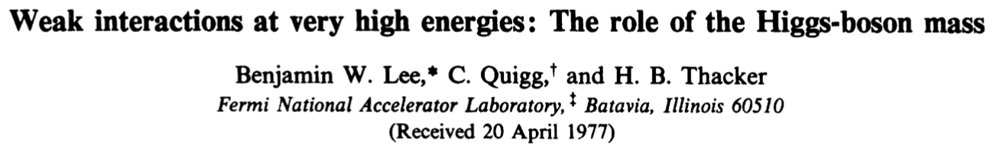 Weak interactions at very high energies: The role of the Higgs-boson mass
Benjamin W. Lee,* C. Quigg,† and H. B. Thacker
Fermi National Accelerator Laboratory,‡ Batavia, Illinois 60510
(Received 20 April 1977)